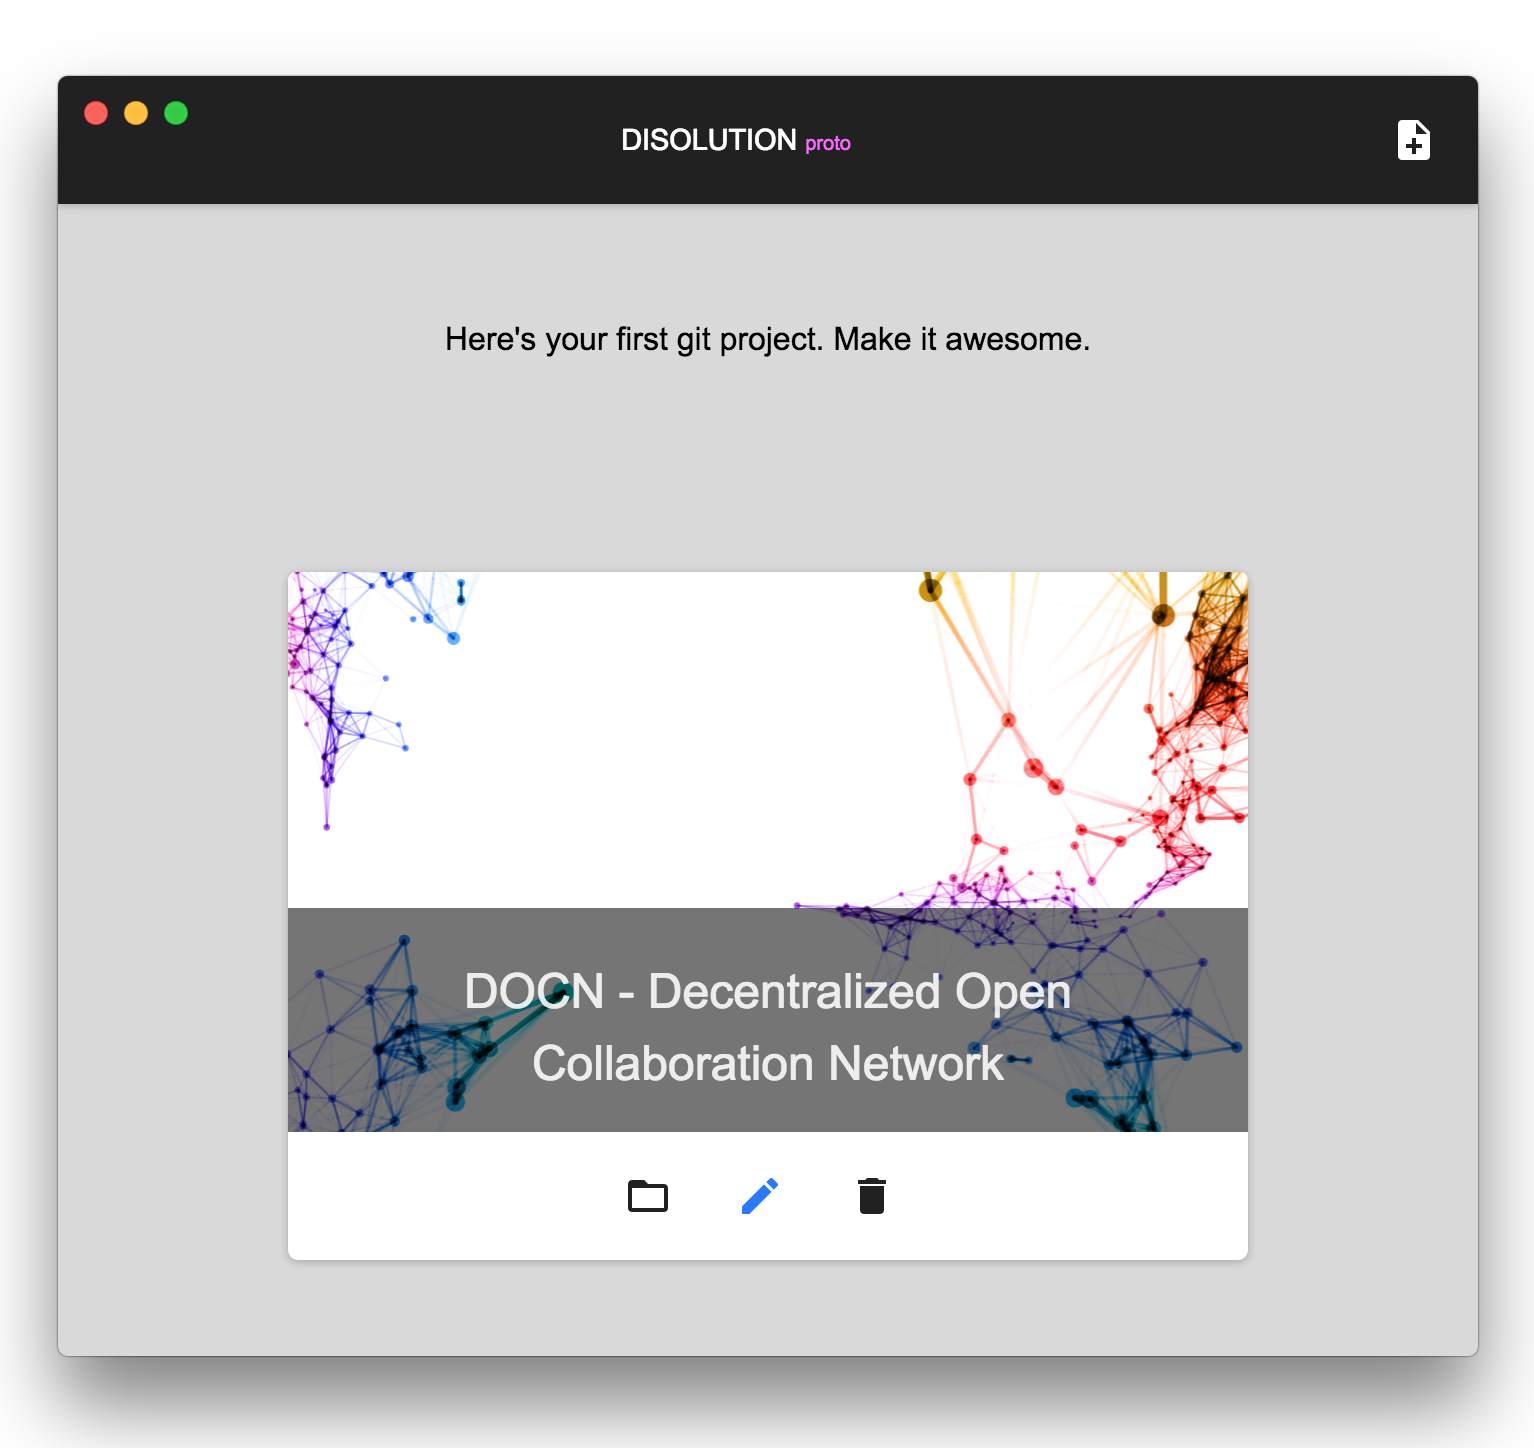 DISOLUTION proto
Here's your first git project. Make it awesome.
DOCN - Decentralized Open
Collaboration Network